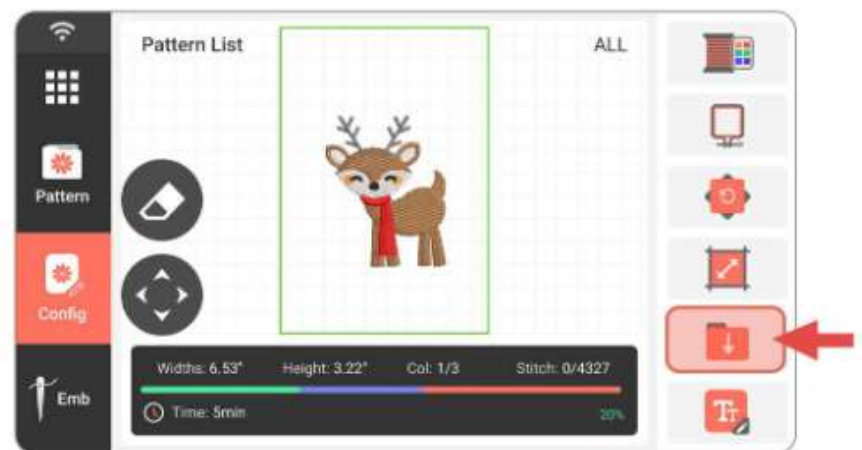 Pattern List
ALL
Pattern
Config
Emb
Widths: 6.53"
Height: 3.22"
Col: 1/3
Stitch: 0/4327
Time: 5min
20%
TT